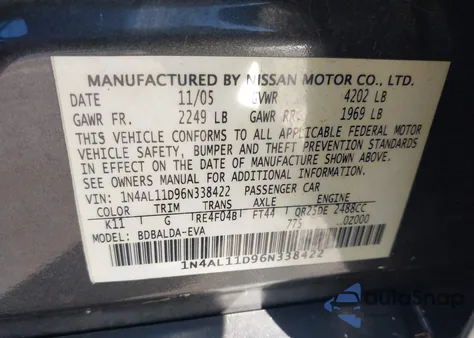 MANUFACTURED BY NISSAN MOTOR CO., LTD.
DATE 11/05 GVWR 4202 LB
GAWR FR. 2249 LB GAWR RR. 1969 LB
THIS VEHICLE CONFORMS TO ALL APPLICABLE FEDERAL MOTOR
VEHICLE SAFETY, BUMPER AND THEFT PREVENTION STANDARDS
IN EFFECT ON THE DATE OF MANUFACTURE SHOWN ABOVE.
SEE OWNERS MANUAL FOR ADDITIONAL INFORMATION
VIN: 1N4AL11D96N338422 PASSENGER CAR
COLOR TRIM TRANS AXLE ENGINE
K11 G RE4F04B FT44 QR25DE 2488CC
MODEL: BDBALDA-EVA 775 0Z000
1N4AL11D96N338422
AutoSnap